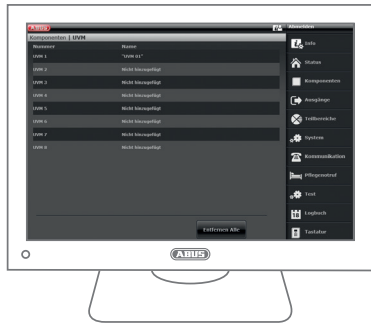 ABUS
Abmelden
Komponenten | UVM
Nummer Name
UVM 1 "UVM 01"
UVM 2 Nicht hinzugefügt
UVM 3 Nicht hinzugefügt
UVM 4 Nicht hinzugefügt
UVM 5 Nicht hinzugefügt
UVM 6 Nicht hinzugefügt
UVM 7 Nicht hinzugefügt
UVM 8 Nicht hinzugefügt
Entfernen Alle
Info
Status
Komponenten
Ausgänge
Teilbereiche
System
Kommunikation
Pflegenotruf
Test
Logbuch
Tastatur
ABUS